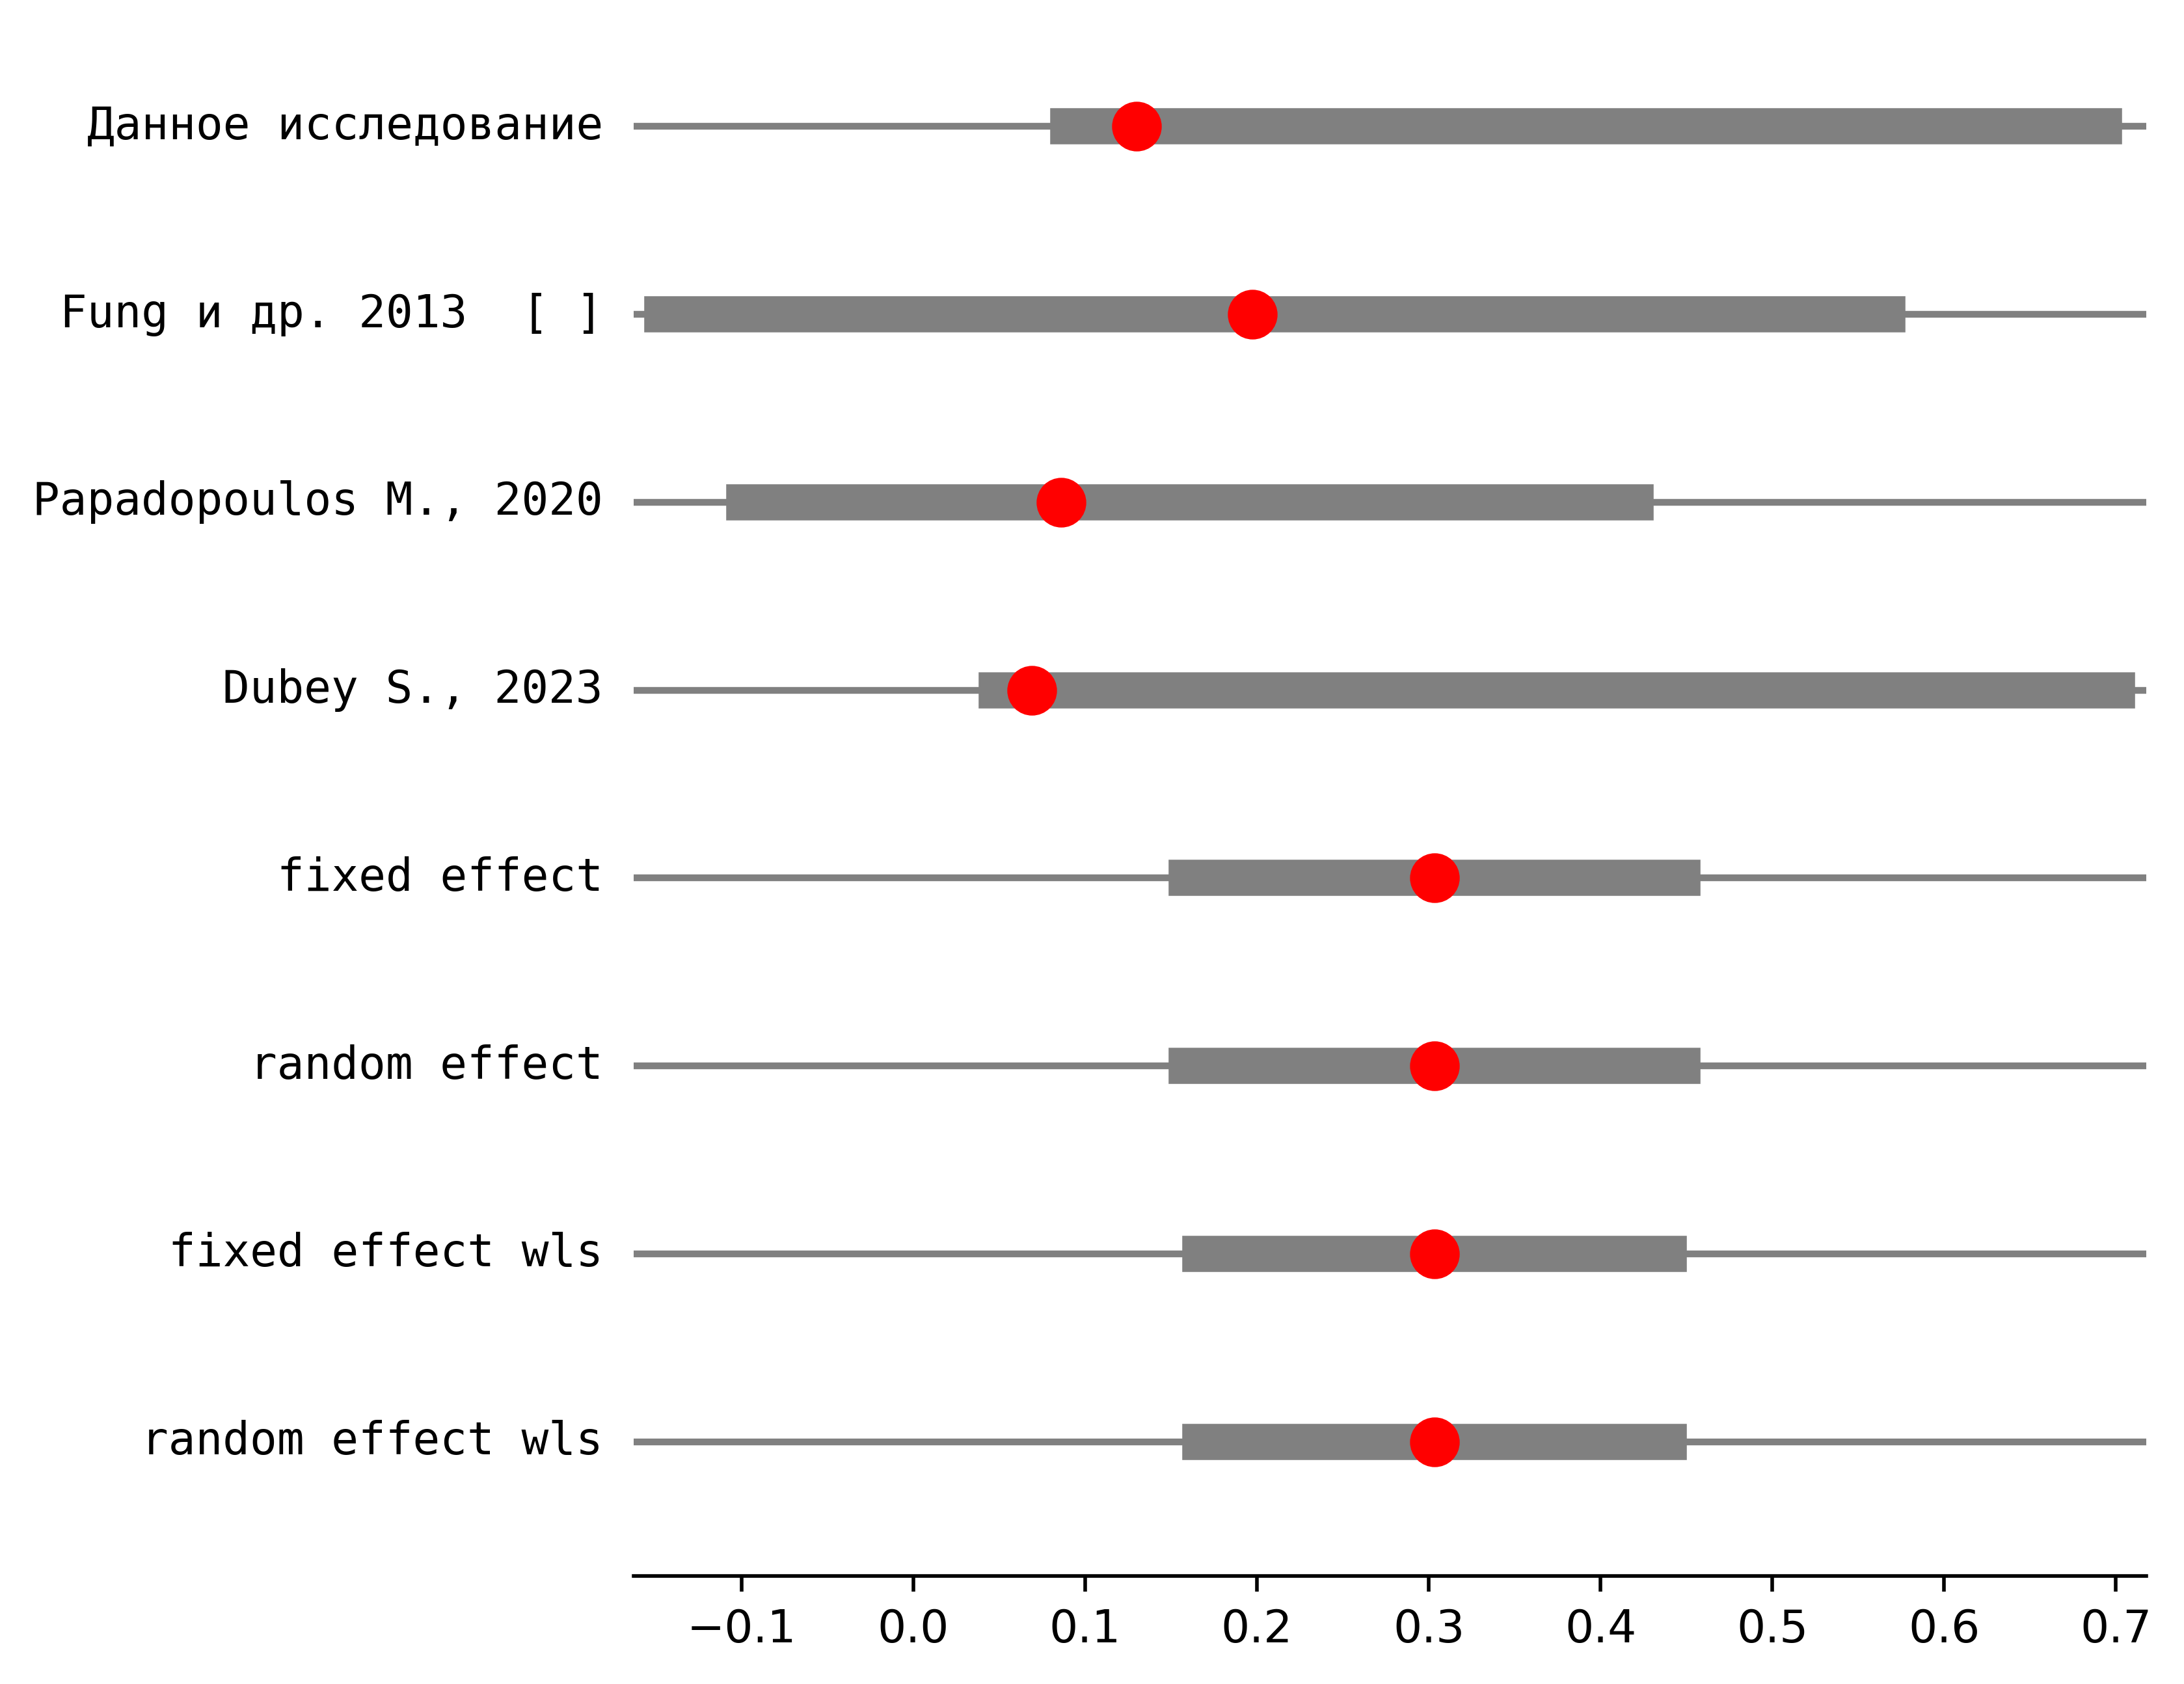 Данное исследование
Fung и др. 2013  [ ]
Papadopoulos M., 2020
Dubey S., 2023
fixed effect
random effect
fixed effect wls
random effect wls
−0.1 0.0 0.1 0.2 0.3 0.4 0.5 0.6 0.7